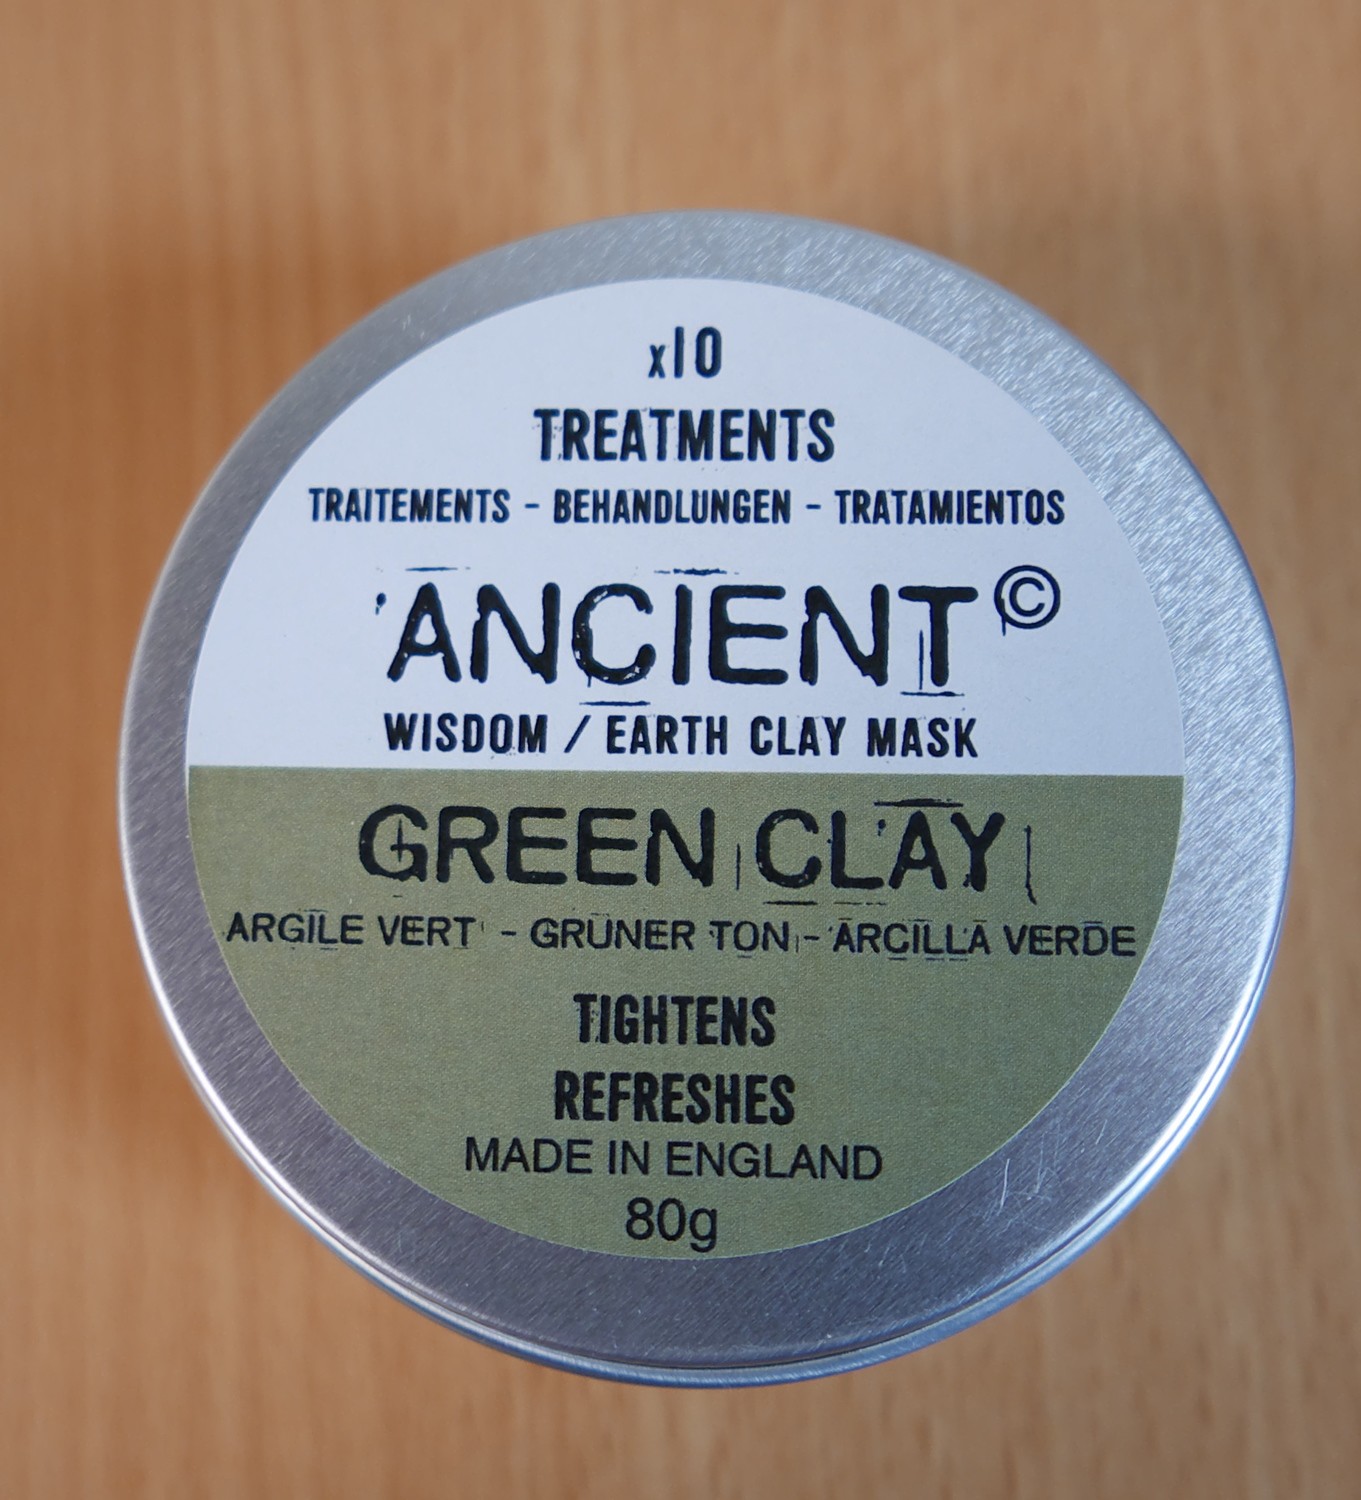 x10
TREATMENTS
TRAITEMENTS - BEHANDLUNGEN - TRATAMIENTOS
ANCIENT©
WISDOM / EARTH CLAY MASK
GREEN CLAY
ARGILE VERT - GRÜNER TON - ARCILLA VERDE
TIGHTENS
REFRESHES
MADE IN ENGLAND
80g